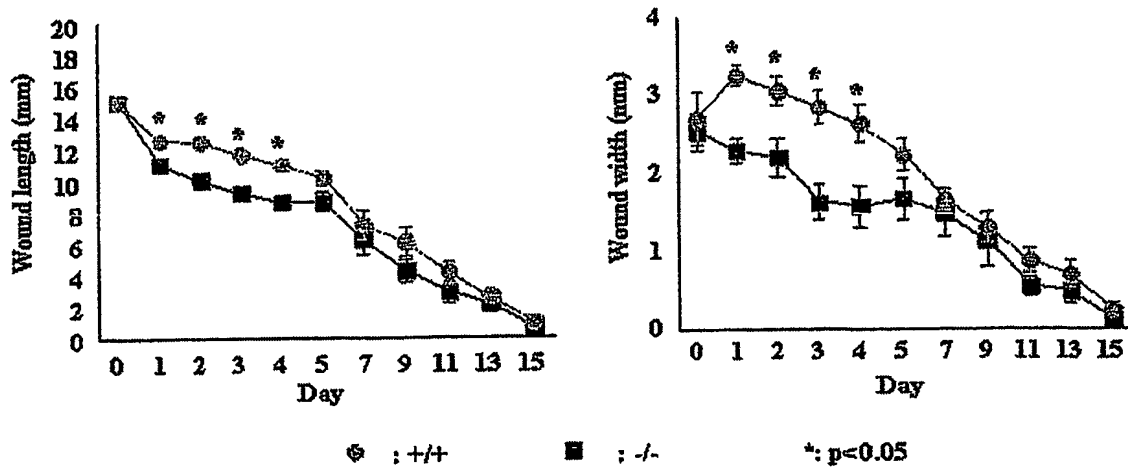 Wound length (mm)
20
18
16
14
12
10
8
6
4
2
0
* * * *
0 1 2 3 4 5 7 9 11 13 15
Day
Wound width (mm)
4
3
2
1
0
* * * *
0 1 2 3 4 5 7 9 11 13 15
Day
; +/+ ; -/- *: p<0.05